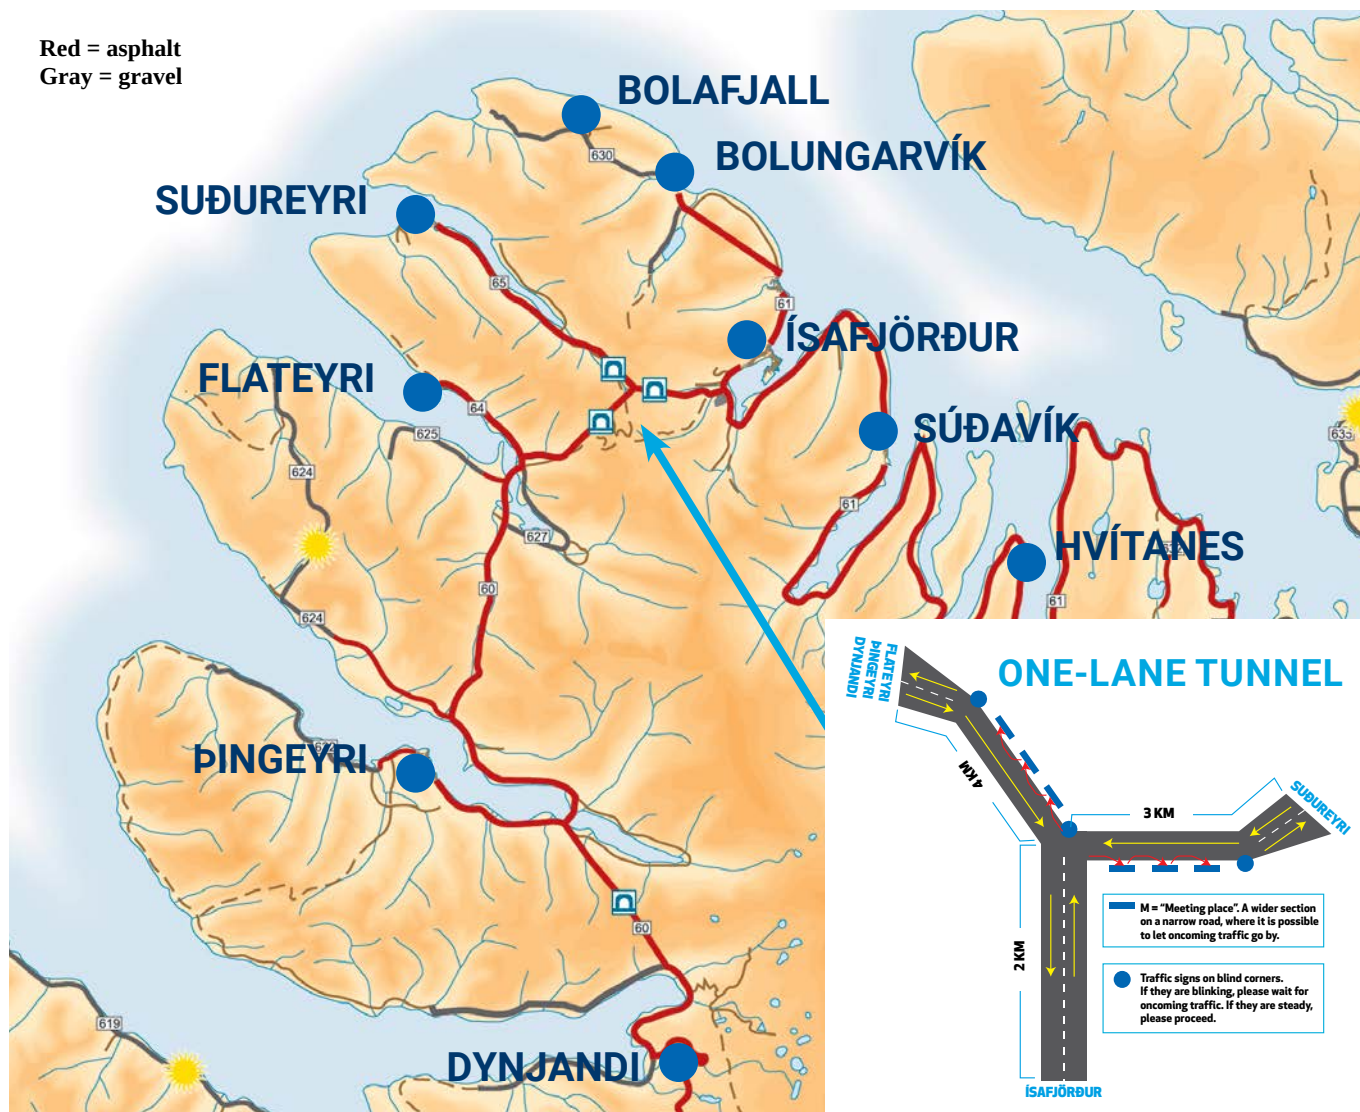 Red = asphalt
Gray = gravel
BOLAFJALL
630
BOLUNGARVÍK
SUÐUREYRI
65
61
ÍSAFJÖRÐUR
FLATEYRI
64
625
SÚÐAVÍK
635
624
61
627
HVÍTANES
60
61
624
ÞINGEYRI
60
619
DYNJANDI
ONE-LANE TUNNEL
FLATEYRI
ÞINGEYRI
DYNJANDI
4 KM
3 KM
SUÐUREYRI
2 KM
M = “Meeting place”. A wider section
on a narrow road, where it is possible
to let oncoming traffic go by.
Traffic signs on blind corners.
If they are blinking, please wait for
oncoming traffic. If they are steady,
please proceed.
ÍSAFJÖRÐUR